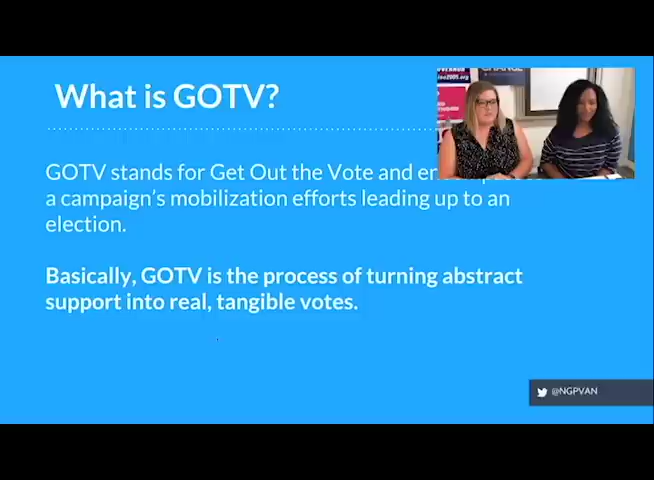 What is GOTV?
GOTV stands for Get Out the Vote and
a campaign's mobilization efforts leading up to an
election.
Basically, GOTV is the process of turning abstract
support into real, tangible votes.
CHANGE
@NGPVAN